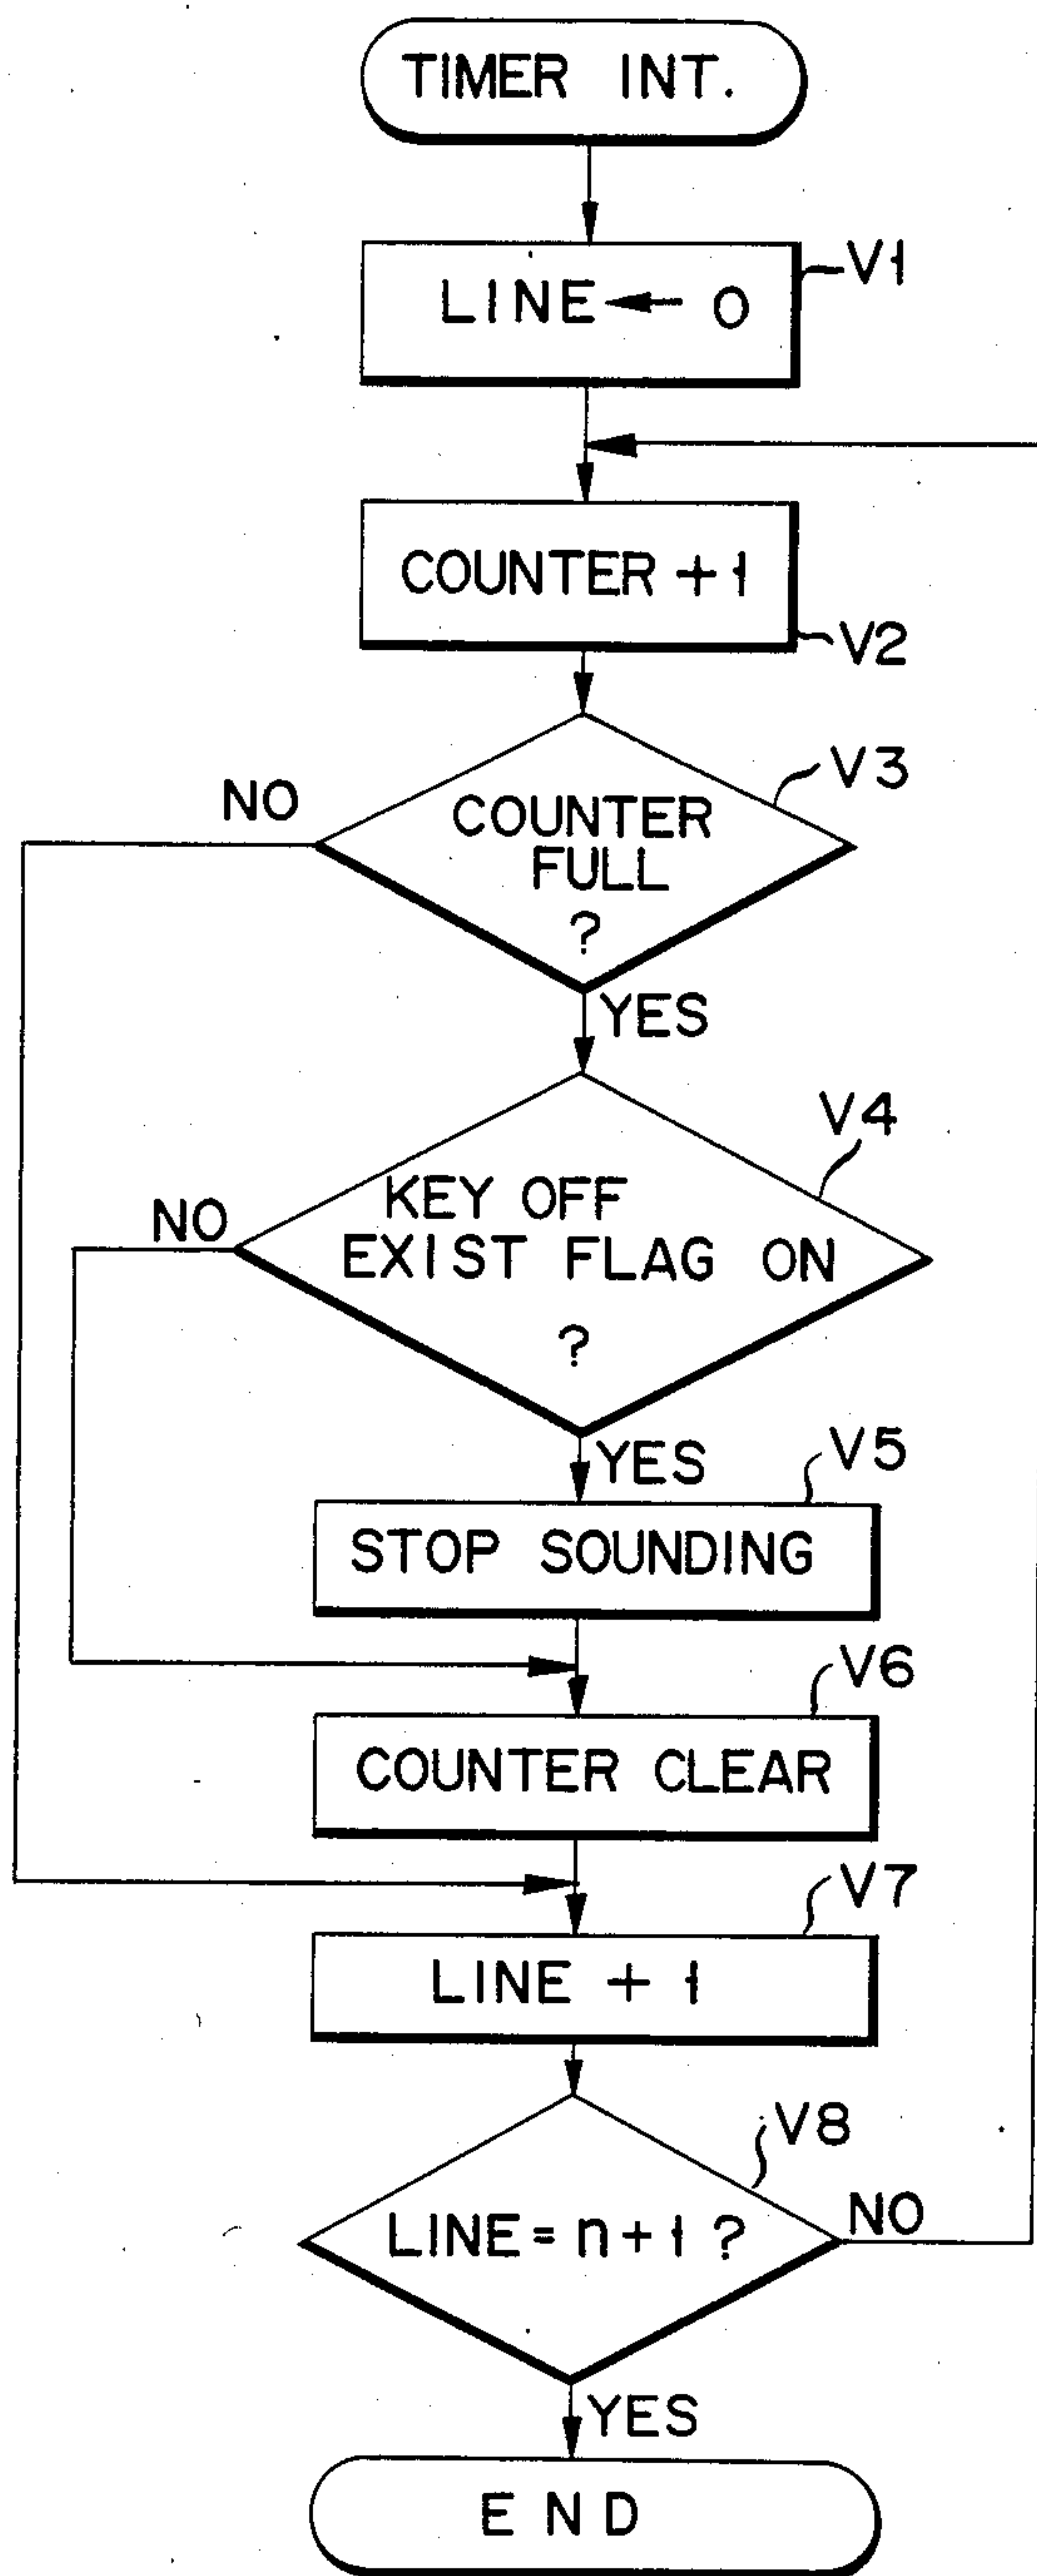 TIMER INT.
LINE ← 0
V1
COUNTER + 1
V2
V3
NO
COUNTER
FULL
?
YES
V4
NO
KEY OFF
EXIST FLAG ON
?
YES
V5
STOP SOUNDING
V6
COUNTER CLEAR
V7
LINE + 1
V8
LINE = n + 1 ?
NO
YES
END